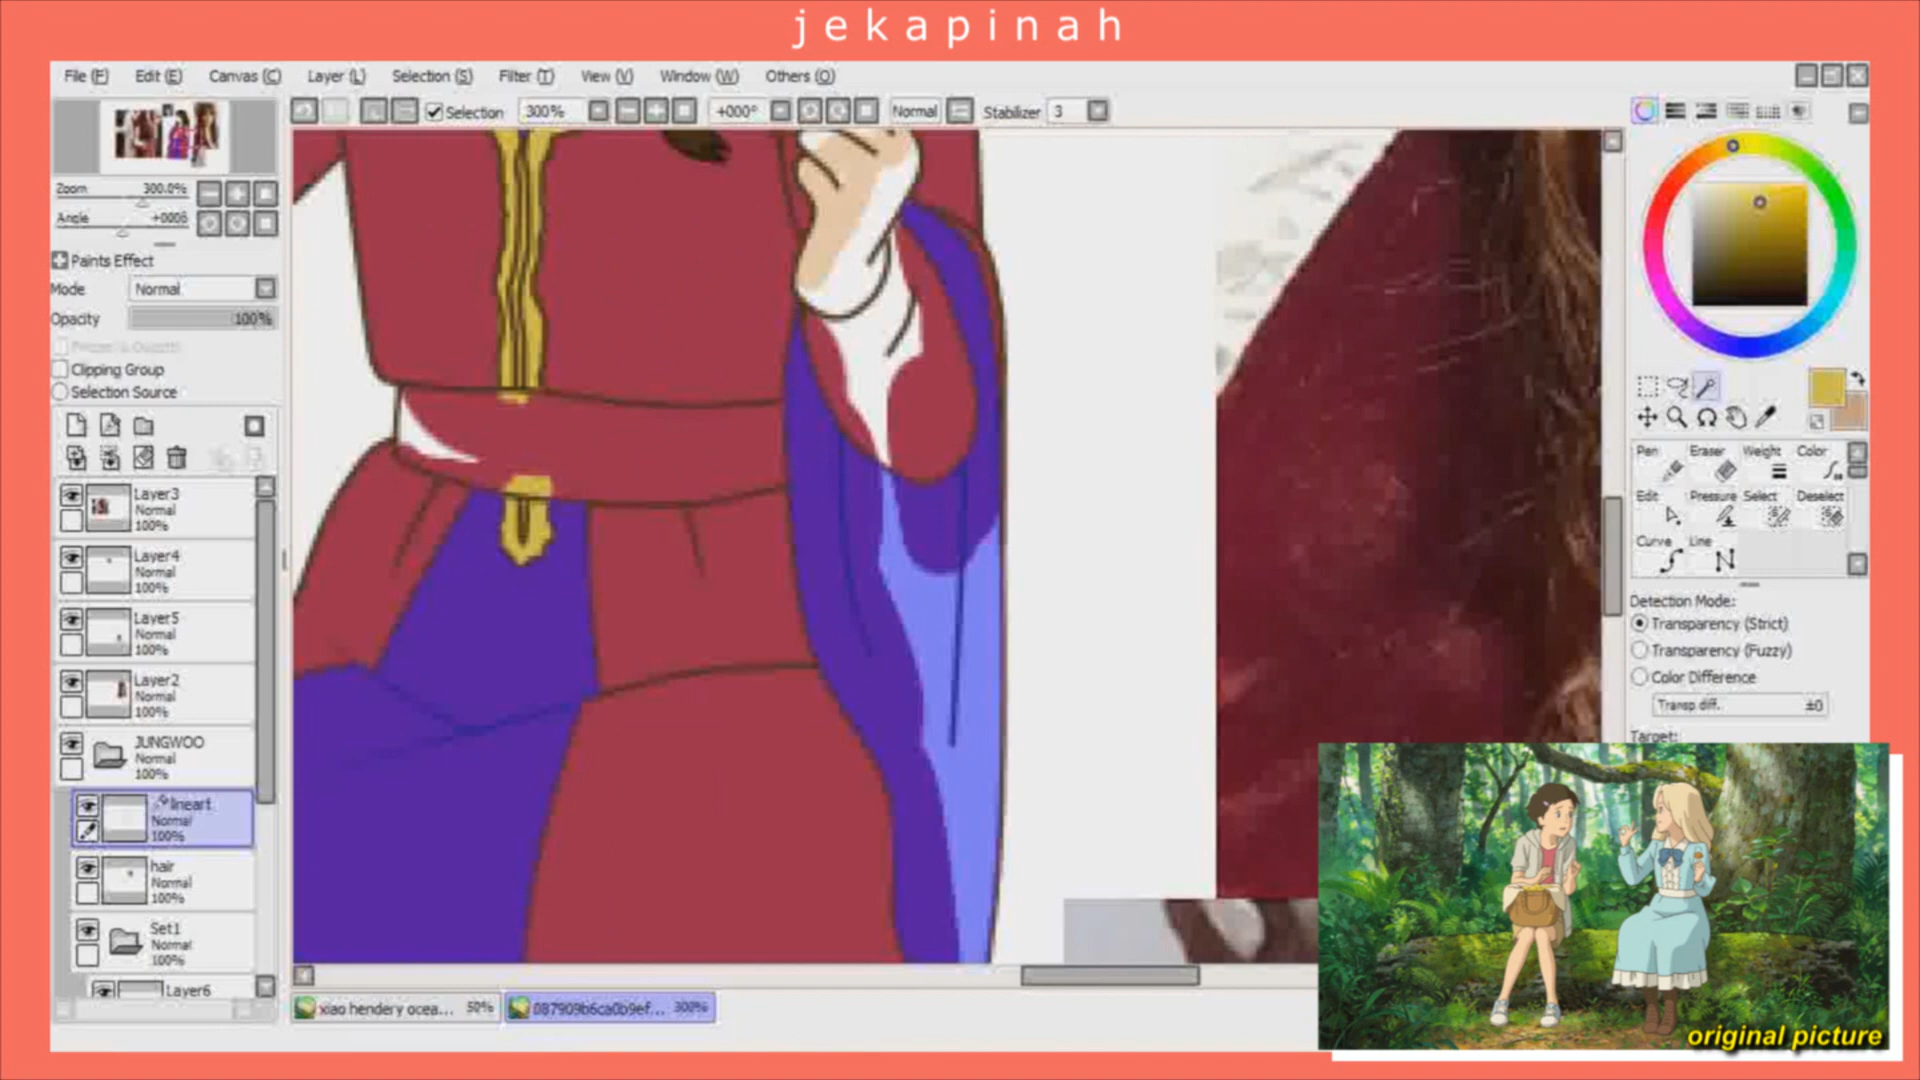 jekapinah
File (F) Edit (E) Canvas (C) Layer (L) Selection (S) Filter (T) View (V) Window (W) Others (O)
Selection 300% +000° Normal Stabilizer 3
Zoom 300.0%
Angle +000
Paints Effect
Mode Normal
Opacity 100%
Clipping Group
Selection Source
Layer3
Normal
100%
Layer4
Normal
100%
Layer5
Normal
100%
Layer2
Normal
100%
JUNGWOO
Normal
100%
lineart
Normal
100%
hair
Normal
100%
Set1
Normal
100%
Layer6
Pen Eraser Weight Color
Edit Pressure Select Deselect
Curve Line
Detection Mode:
Transparency (Strict)
Transparency (Fuzzy)
Color Difference
Transp diff. ±0
Target:
xiao hendery ocea... 50% 087909b6ca0b9ef... 300%
original picture